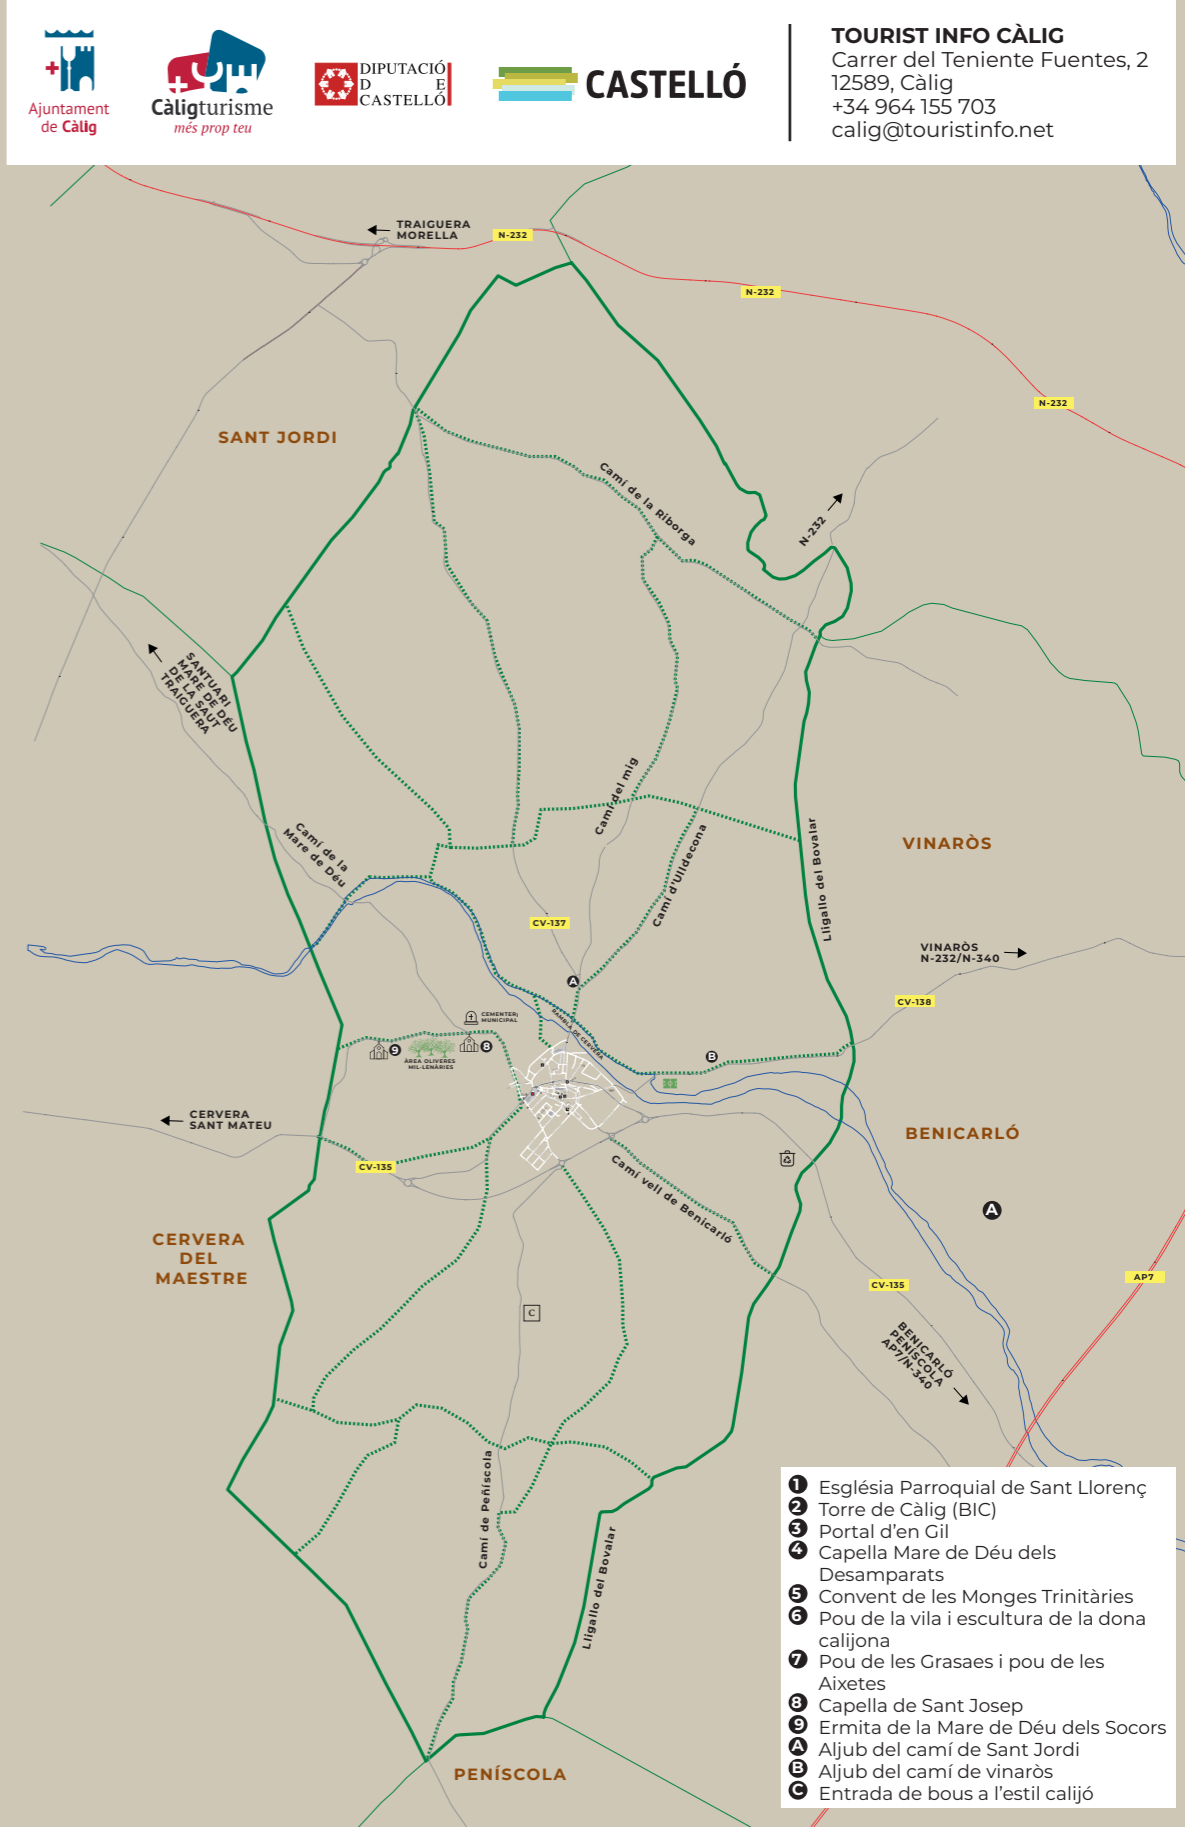 Ajuntament
de Càlig
Càligturisme
més prop teu
DIPUTACIÓ
D E
CASTELLÓ
CASTELLÓ
TOURIST INFO CÀLIG
Carrer del Teniente Fuentes, 2
12589, Càlig
+34 964 155 703
calig@touristinfo.net
TRAIGUERA
MORELLA
N-232
N-232
N-232
SANT JORDI
Camí de la Riborga
N-232
SANTUARI
MARE DE DÉU
DE LA SAUT
TRAIGUERA
Camí del mig
Camí de la
Mare de Déu
Camí d'Ulldecona
Lligallo del Bovalar
VINARÒS
CV-137
VINARÒS
N-232/N-340
A
CV-138
CEMENTERI
MUNICIPAL
RAMBLA DE CERVERA
9
8
ÀREA OLIVERES
MIL·LENÀRIES
B
CERVERA
SANT MATEU
BENICARLÓ
CV-135
Camí vell de Benicarló
A
CERVERA
DEL
MAESTRE
AP7
CV-135
C
BENICARLÓ
PENÍSCOLA
AP7/N-340
Camí de Peñíscola
Lligallo del Bovalar
PENÍSCOLA
1 Església Parroquial de Sant Llorenç
2 Torre de Càlig (BIC)
3 Portal d'en Gil
4 Capella Mare de Déu dels
Desamparats
5 Convent de les Monges Trinitàries
6 Pou de la vila i escultura de la dona
calijona
7 Pou de les Grasaes i pou de les
Aixetes
8 Capella de Sant Josep
9 Ermita de la Mare de Déu dels Socors
A Aljub del camí de Sant Jordi
B Aljub del camí de vinaròs
C Entrada de bous a l'estil calijó